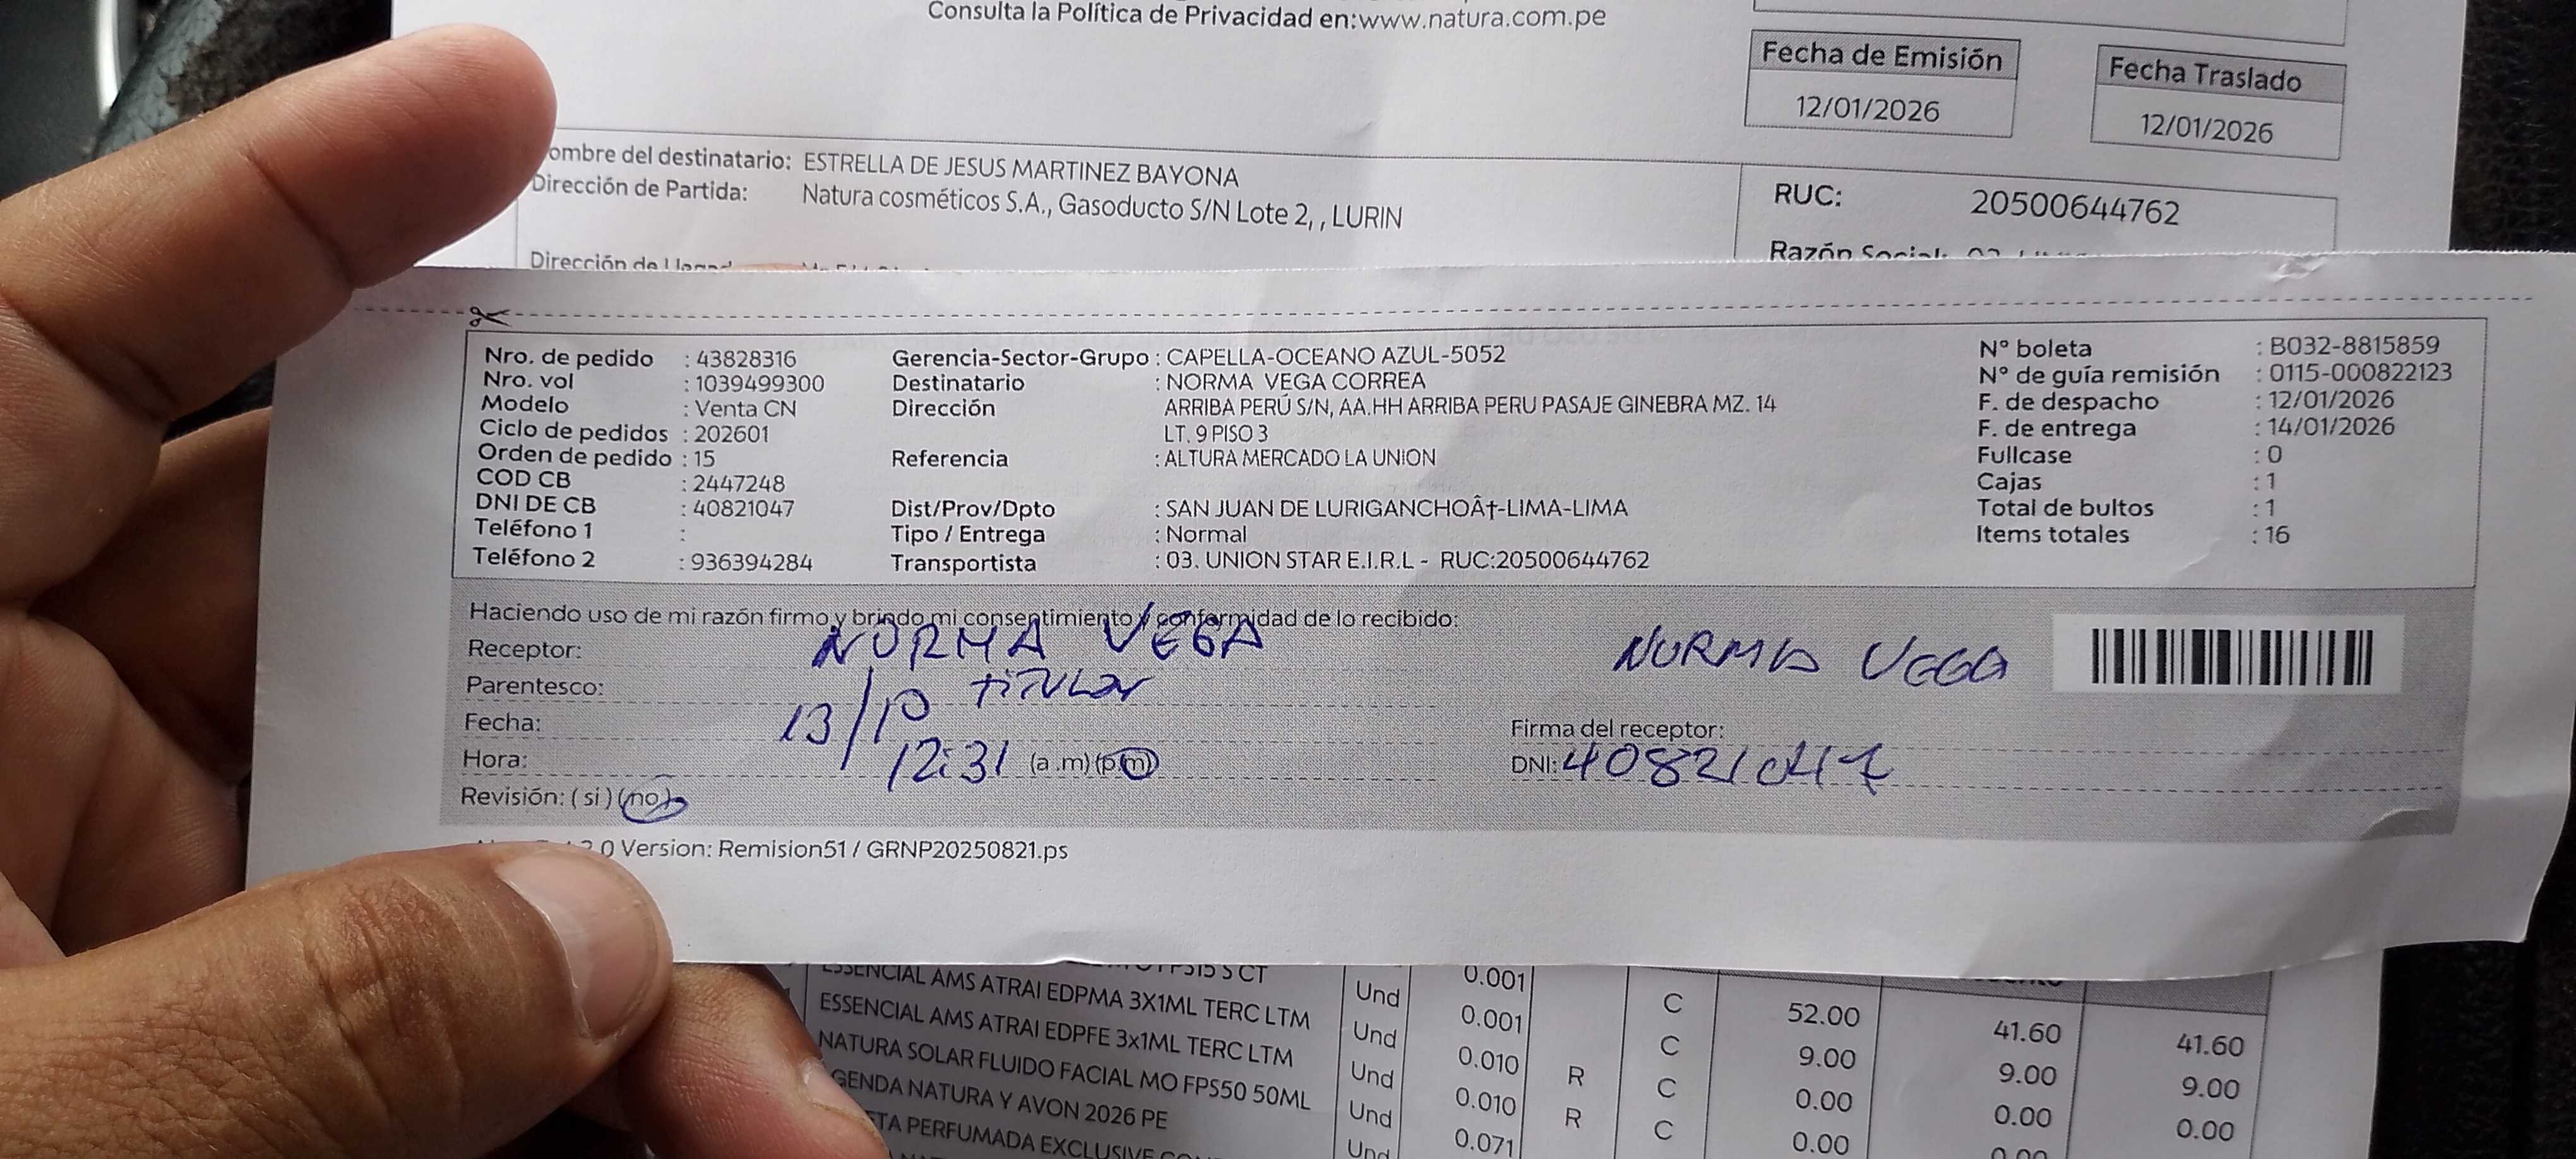 Consulta la Política de Privacidad en:www.natura.com.pe
Fecha de Emisión
12/01/2026
Fecha Traslado
12/01/2026
ombre del destinatario: ESTRELLA DE JESUS MARTINEZ BAYONA
Dirección de Partida: Natura cosméticos S.A., Gasoducto S/N Lote 2, , LURIN
RUC: 20500644762
Razón Social:
Dirección de
Nro. de pedido : 43828316
Nro. vol : 1039499300
Modelo : Venta CN
Ciclo de pedidos : 202601
Orden de pedido : 15
COD CB : 2447248
DNI DE CB : 40821047
Teléfono 1 :
Teléfono 2 : 936394284
Gerencia-Sector-Grupo : CAPELLA-OCEANO AZUL-5052
Destinatario : NORMA VEGA CORREA
Dirección ARRIBA PERÚ S/N, AA.HH ARRIBA PERU PASAJE GINEBRA MZ. 14
LT. 9 PISO 3
Referencia : ALTURA MERCADO LA UNION
Dist/Prov/Dpto : SAN JUAN DE LURIGANCHOÂ†-LIMA-LIMA
Tipo / Entrega : Normal
Transportista : 03. UNION STAR E.I.R.L - RUC:20500644762
N° boleta : B032-8815859
N° de guía remisión : 0115-000822123
F. de despacho : 12/01/2026
F. de entrega : 14/01/2026
Fullcase : 0
Cajas : 1
Total de bultos : 1
Items totales : 16
Haciendo uso de mi razón firmo y brindo mi consentimiento / conformidad de lo recibido:
Receptor: NORMA VEGA
Parentesco: TiTULar
Fecha: 13/
Hora: 12:31 (a .m) (p.m)
Revisión: ( si ) (no)
NORMA VEGA
Firma del receptor:
DNI: 40821047
2.0 Version: Remision51 / GRNP20250821.ps
S CT Und 0.001
ESSENCIAL AMS ATRAI EDPMA 3X1ML TERC LTM Und 0.001 C 52.00 41.60 41.60
ESSENCIAL AMS ATRAI EDPFE 3x1ML TERC LTM Und 0.010 R C 9.00 9.00 9.00
NATURA SOLAR FLUIDO FACIAL MO FPS50 50ML Und 0.010 R C 0.00 0.00 0.00
GENDA NATURA Y AVON 2026 PE Und 0.071 C 0.00 0.00
TA PERFUMADA EXCLUSIVE